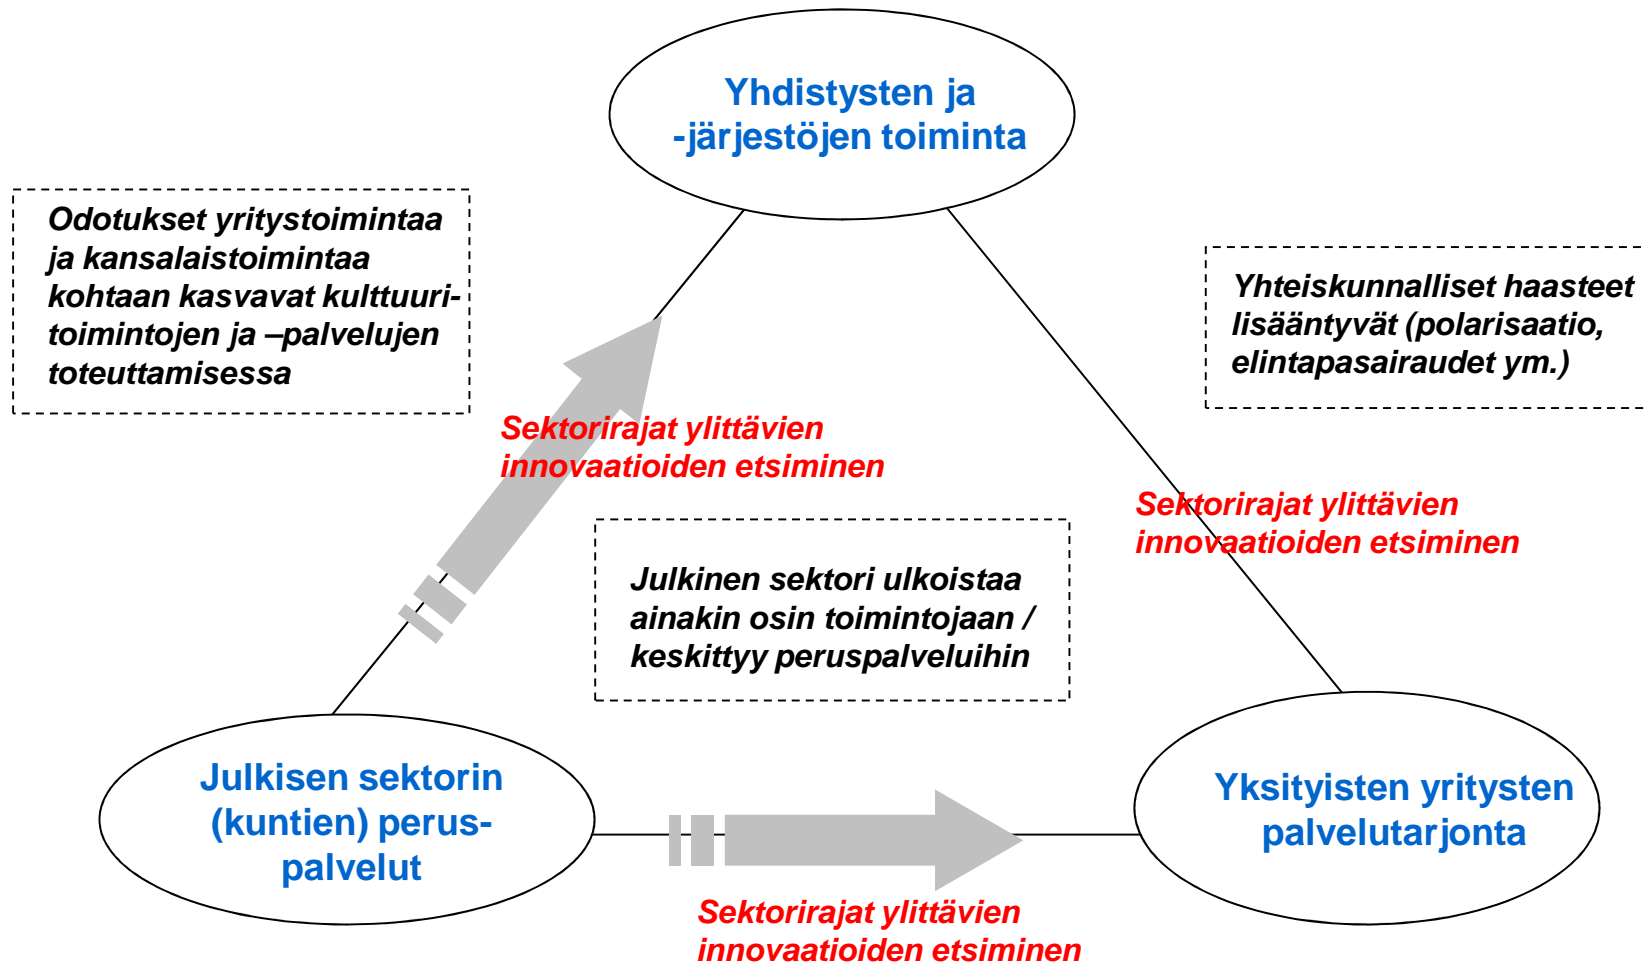 Yhdistysten ja
-järjestöjen toiminta
Odotukset yritystoimintaa
ja kansalaistoimintaa
kohtaan kasvavat kulttuuri-
toimintojen ja –palvelujen
toteuttamisessa
Yhteiskunnalliset haasteet
lisääntyvät (polarisaatio,
elintapasairaudet ym.)
Sektorirajat ylittävien
innovaatioiden etsiminen
Sektorirajat ylittävien
innovaatioiden etsiminen
Julkinen sektori ulkoistaa
ainakin osin toimintojaan /
keskittyy peruspalveluihin
Julkisen sektorin
(kuntien) perus-
palvelut
Yksityisten yritysten
palvelutarjonta
Sektorirajat ylittävien
innovaatioiden etsiminen